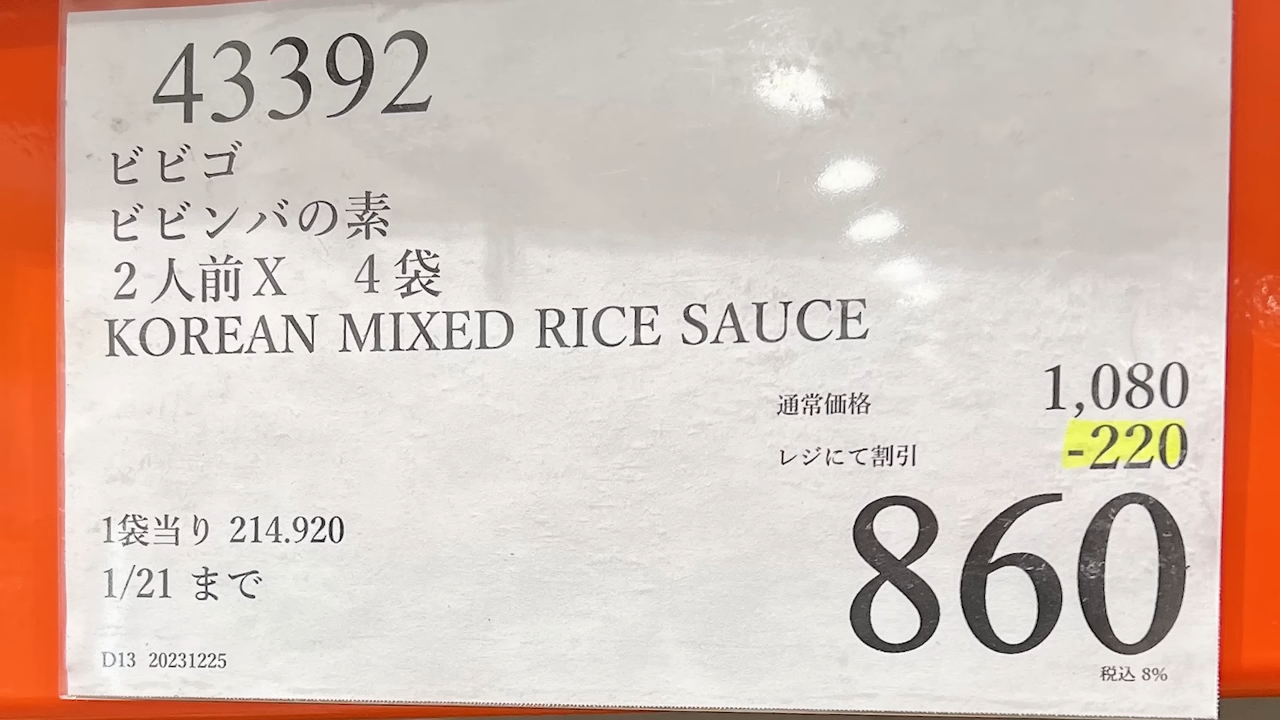 43392
ビビゴ
ビビンバの素
２人前Ｘ　４袋
KOREAN MIXED RICE SAUCE
通常価格 1,080
レジにて割引 -220
860
1袋当り 214.920
1/21 まで
D13 20231225
税込 8%